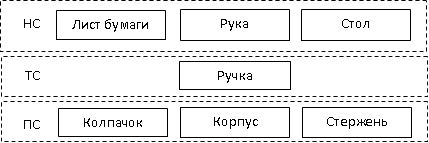 НС Лист бумаги Рука Стол
ТС Ручка
ПС Колпачок Корпус Стержень